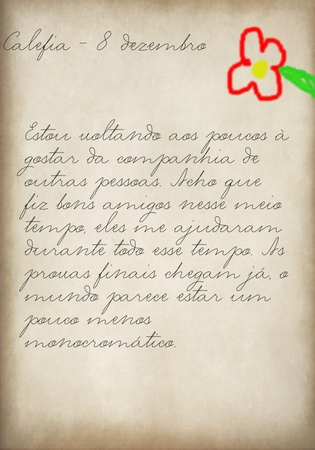 Calefia - 8 dezembro
Estou voltando aos poucos à
gostar da companhia de
outras pessoas. Acho que
fiz bons amigos nesse meio
tempo, eles me ajudaram
durante todo esse tempo. As
provas finais chegam já, o
mundo parece estar um
pouco menos
monocromático.